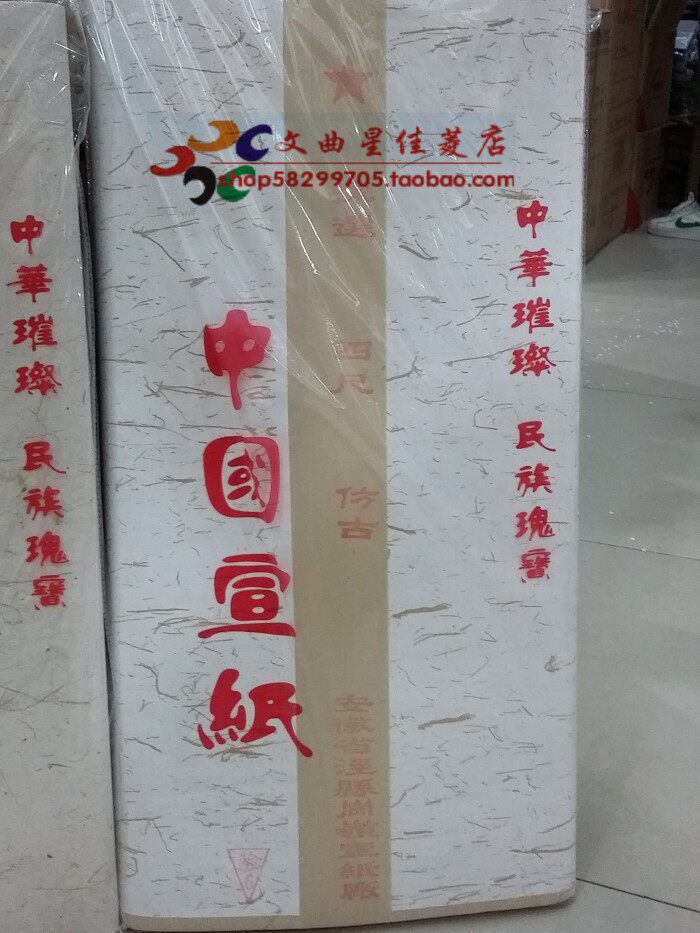 文曲星佳菱店
shop58299705.taobao.com
中華璀璨 民族瑰寶
中國宣紙
四尺
仿古
中華璀璨 民族瑰寶